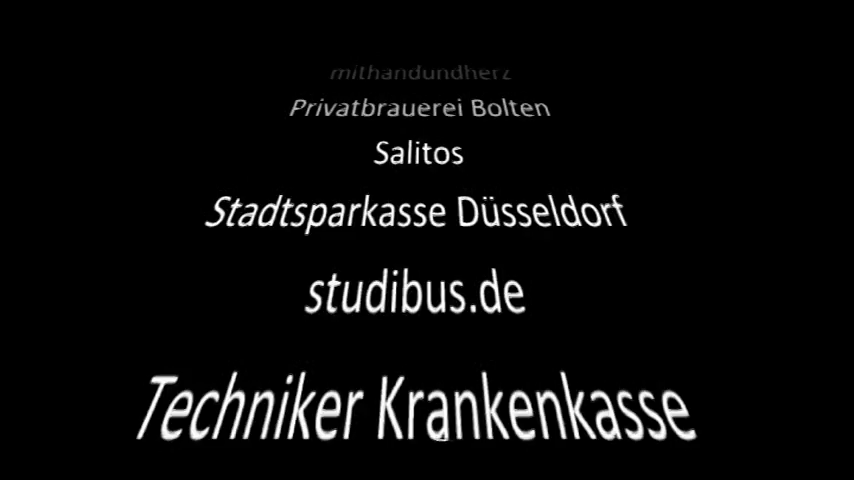 mithandundherz
Privatbrauerei Bolten
Salitos
Stadtsparkasse Düsseldorf
studibus.de
Techniker Krankenkasse